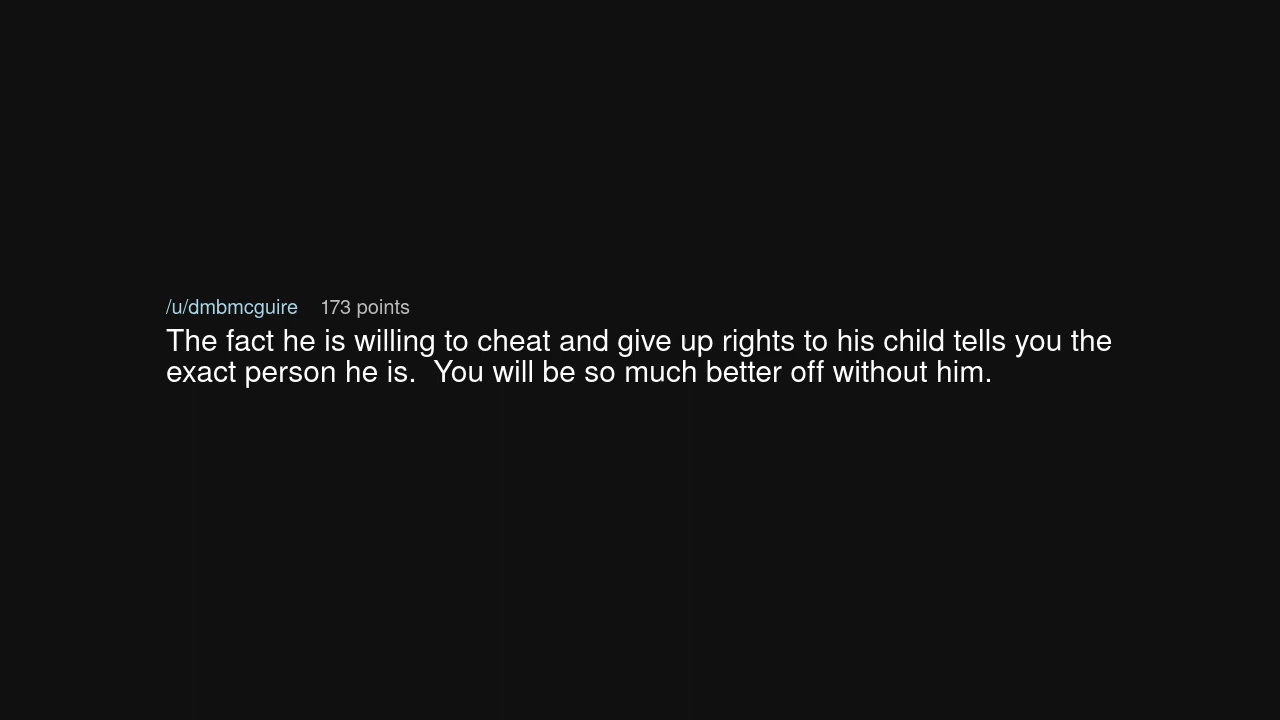 /u/dmbmcguire 173 points
The fact he is willing to cheat and give up rights to his child tells you the
exact person he is.  You will be so much better off without him.